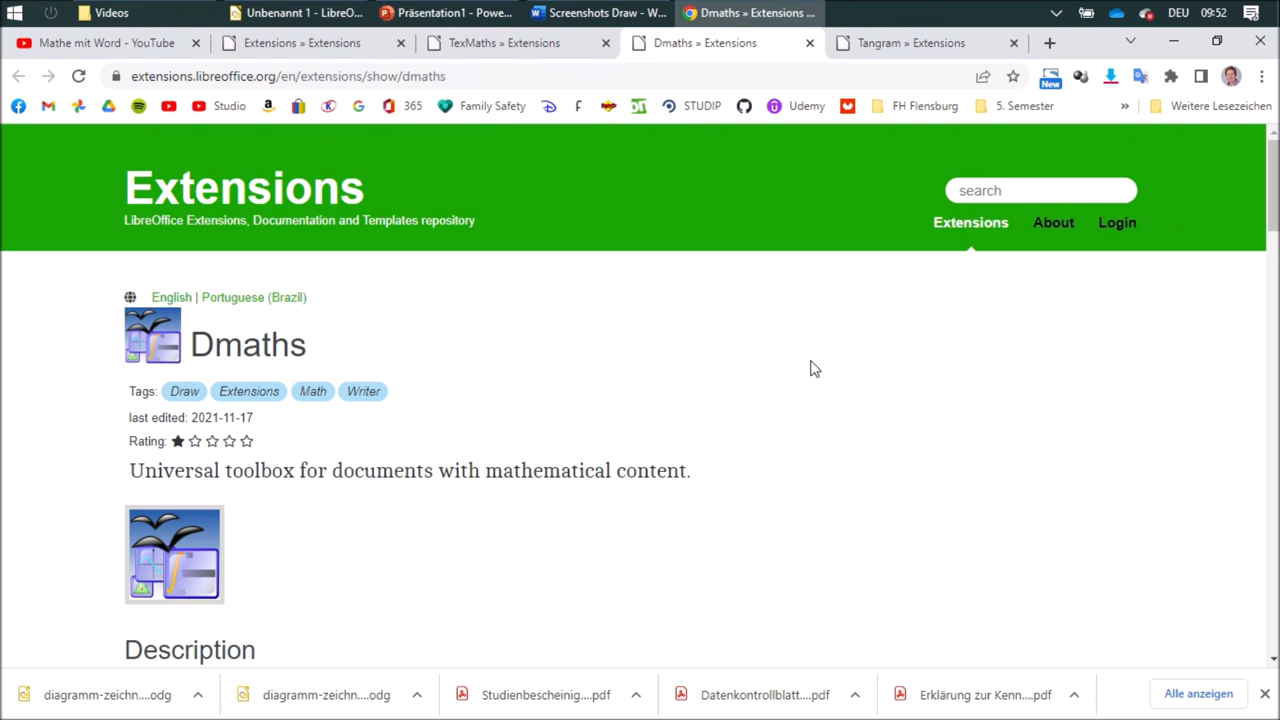 Videos
Unbenannt 1 - LibreO...
Präsentation1 - Powe...
Screenshots Draw - W...
Dmaths » Extensions ...
DEU
09:52
Mathe mit Word - YouTube
Extensions » Extensions
TexMaths » Extensions
Dmaths » Extensions
Tangram » Extensions
extensions.libreoffice.org/en/extensions/show/dmaths
New
Studio
365
Family Safety
STUDIP
Udemy
FH Flensburg
5. Semester
»
Weitere Lesezeichen
Extensions
LibreOffice Extensions, Documentation and Templates repository
search
Extensions About Login
English | Portuguese (Brazil)
Dmaths
Tags: Draw Extensions Math Writer
last edited: 2021-11-17
Rating:
Universal toolbox for documents with mathematical content.
Description
diagramm-zeichn....odg
diagramm-zeichn....odg
Studienbescheinig....pdf
Datenkontrollblatt....pdf
Erklärung zur Kenn....pdf
Alle anzeigen